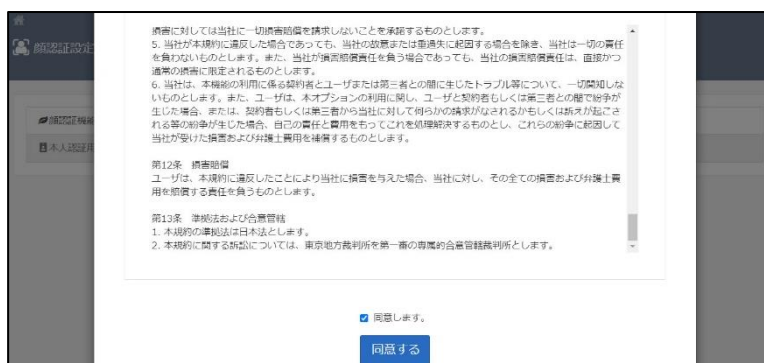 顔認証設定
顔認証機能
本人認証用
損害に対しては当社に一切損害賠償を請求しないことを承諾するものとします。
5. 当社が本規約に違反した場合であっても、当社の故意または重過失に起因する場合を除き、当社は一切の責任
を負わないものとします。また、当社が損害賠償責任を負う場合であっても、当社の損害賠償責任は、直接かつ
通常の損害に限定されるものとします。
6. 当社は、本機能の利用に係る契約者とユーザまたは第三者との間に生じたトラブル等について、一切関知しな
いものとします。また、ユーザは、本オプションの利用に関し、ユーザと契約者もしくは第三者との間で紛争が
生じた場合、または、契約者もしくは第三者から当社に対して何らかの請求がなされるかもしくは訴えが起こさ
れる等の紛争が生じた場合、自己の責任と費用をもってこれを処理解決するものとし、これらの紛争に起因して
当社が受けた損害および弁護士費用を補償するものとします。
第12条 損害賠償
ユーザは、本規約に違反したことにより当社に損害を与えた場合、当社に対し、その全ての損害および弁護士費
用を賠償する責任を負うものとします。
第13条 準拠法および合意管轄
1. 本規約の準拠法は日本法とします。
2. 本規約に関する訴訟については、東京地方裁判所を第一審の専属的合意管轄裁判所とします。
同意します。
同意する